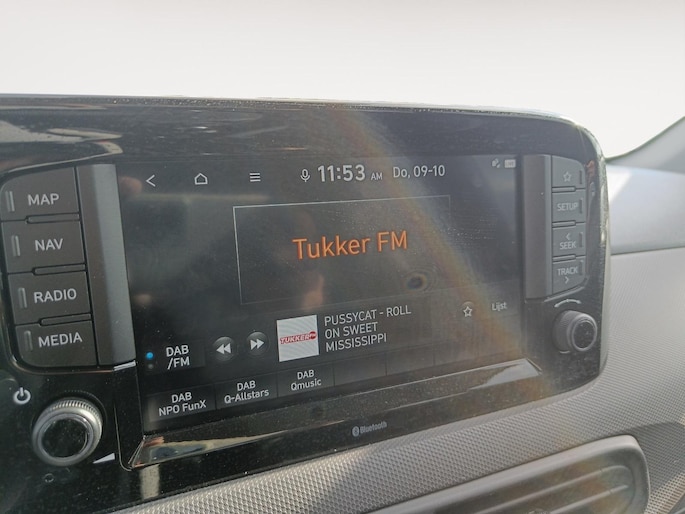 11:53 AM Do, 09-10
MAP
NAV
RADIO
MEDIA
Tukker FM
TUKKER FM
PUSSYCAT - ROLL
ON SWEET
MISSISSIPPI
Lijst
DAB
/FM
DAB
NPO FunX
DAB
Q-Allstars
DAB
Qmusic
SETUP
< SEEK
TRACK >
Bluetooth